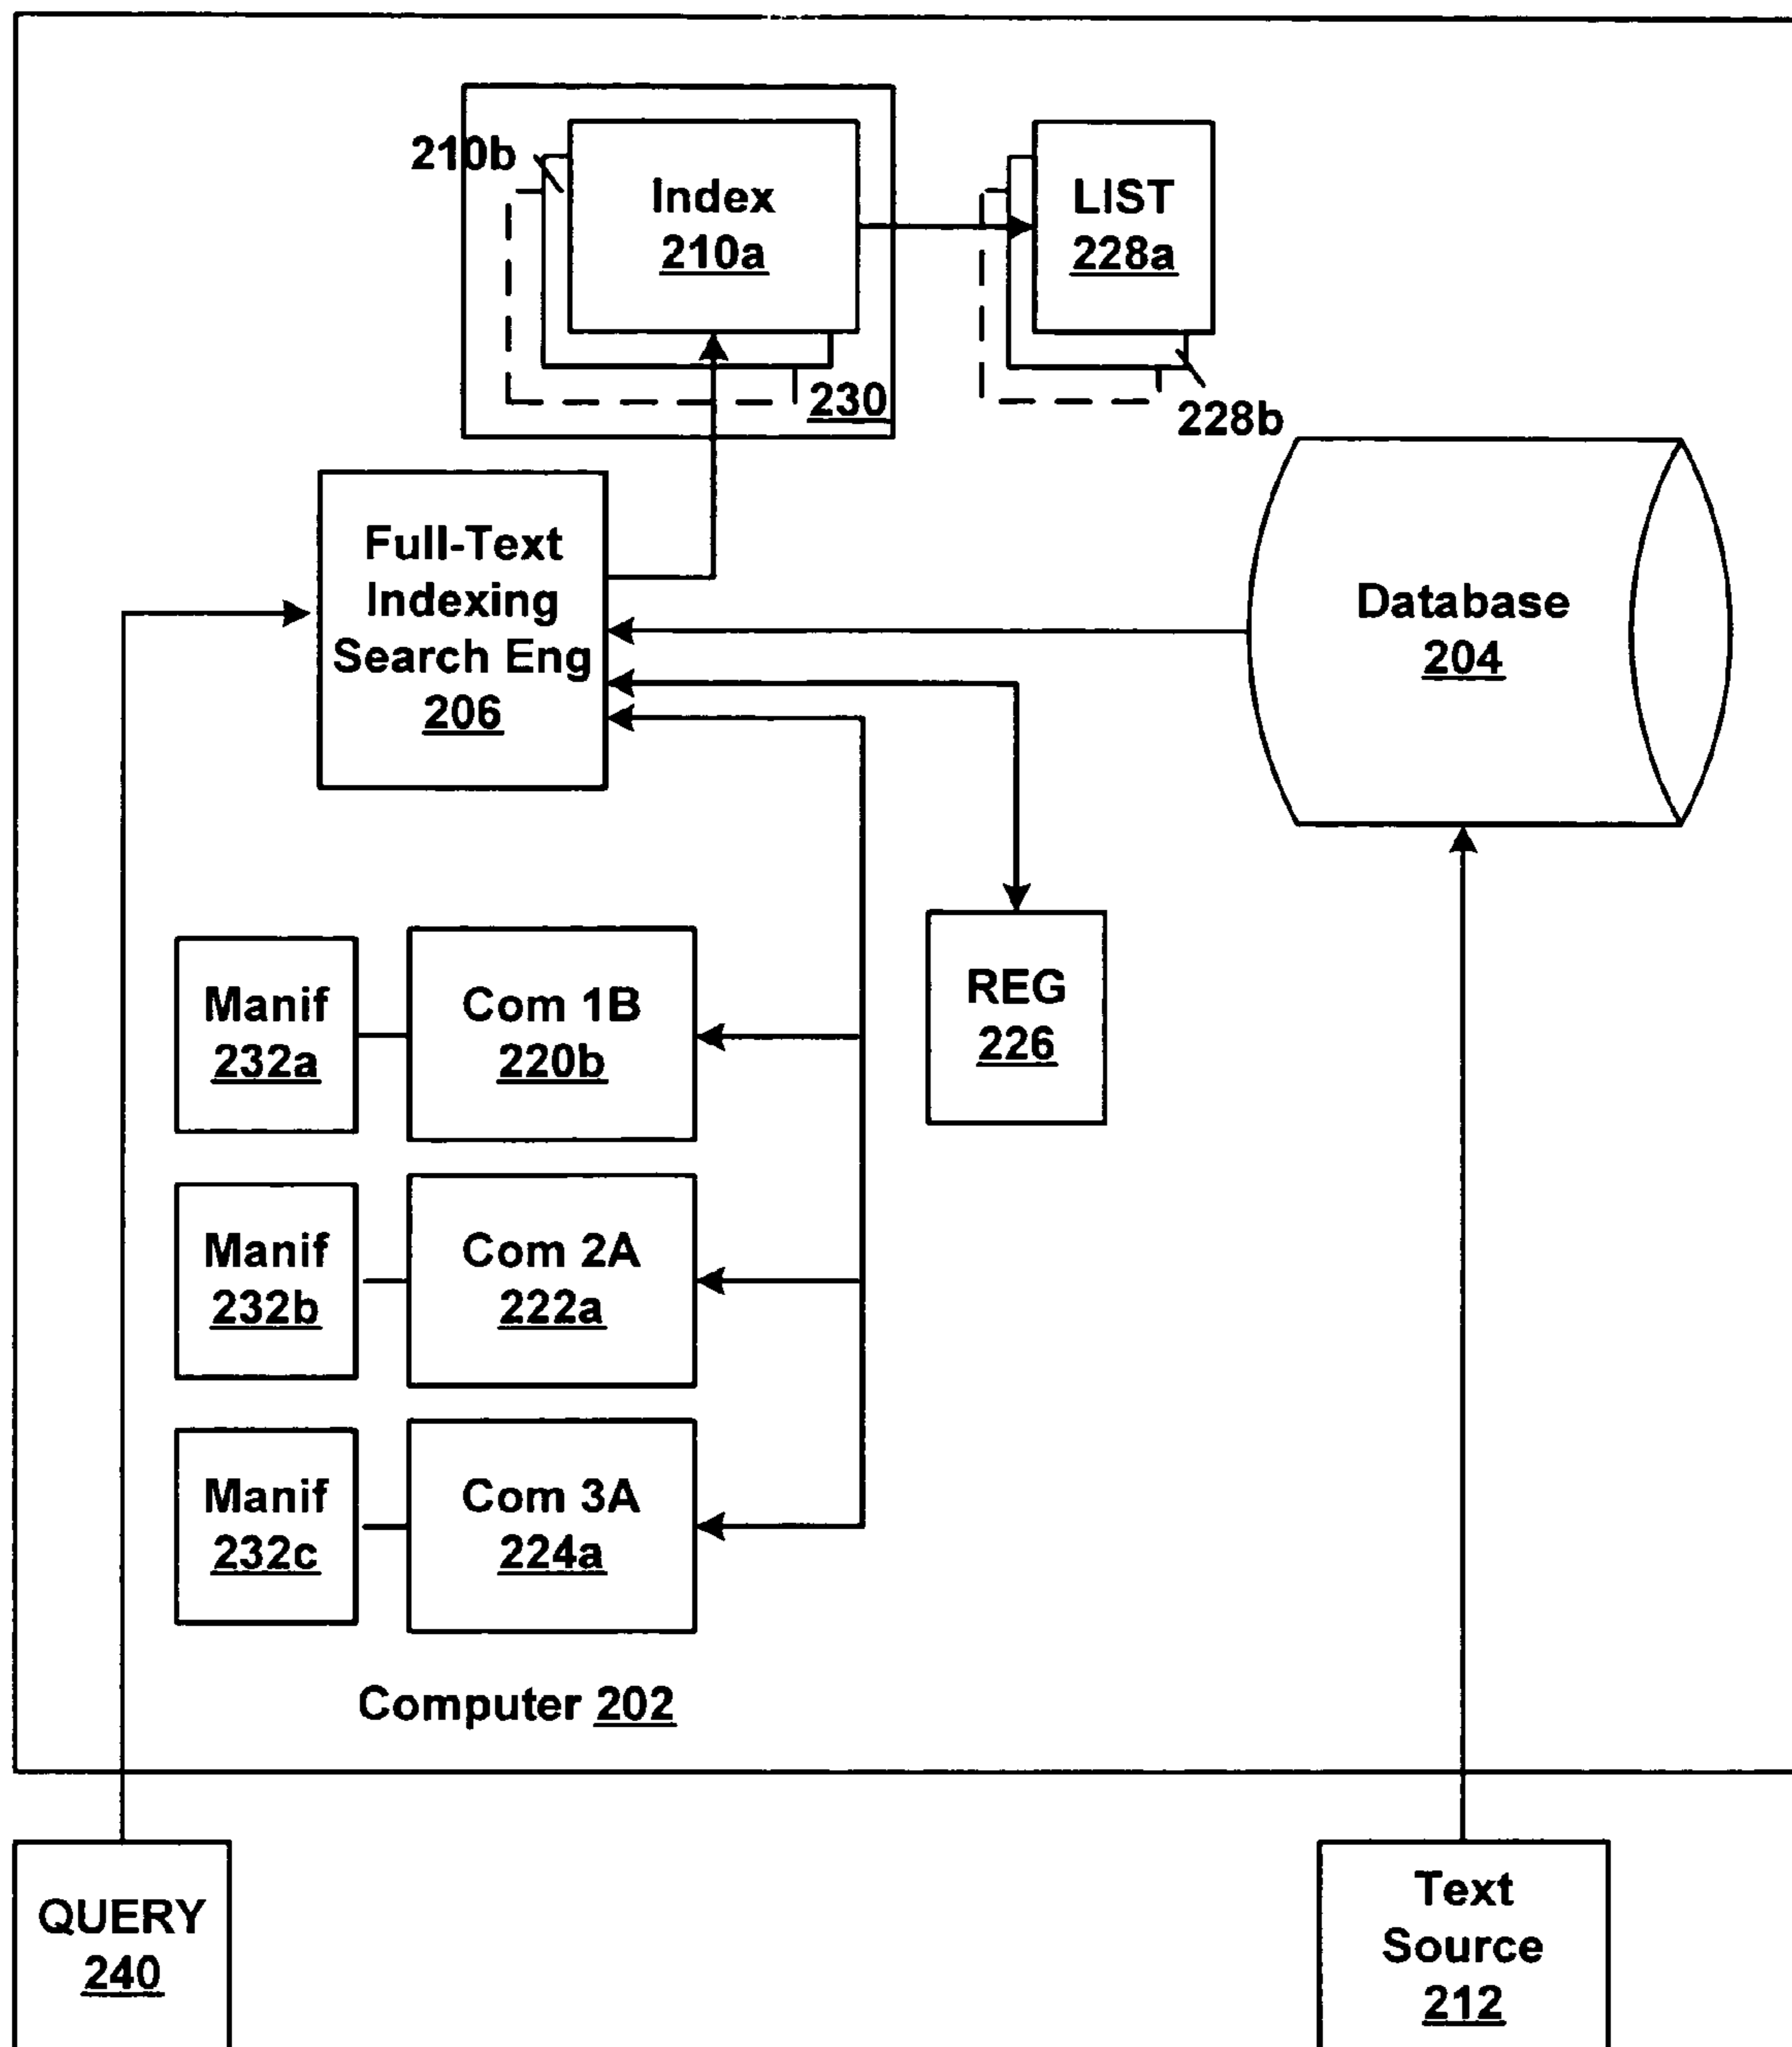 210b
Index
210a
LIST
228a
230
228b
Full-Text
Indexing
Search Eng
206
Database
204
Manif
232a
Com 1B
220b
REG
226
Manif
232b
Com 2A
222a
Manif
232c
Com 3A
224a
Computer 202
QUERY
240
Text
Source
212